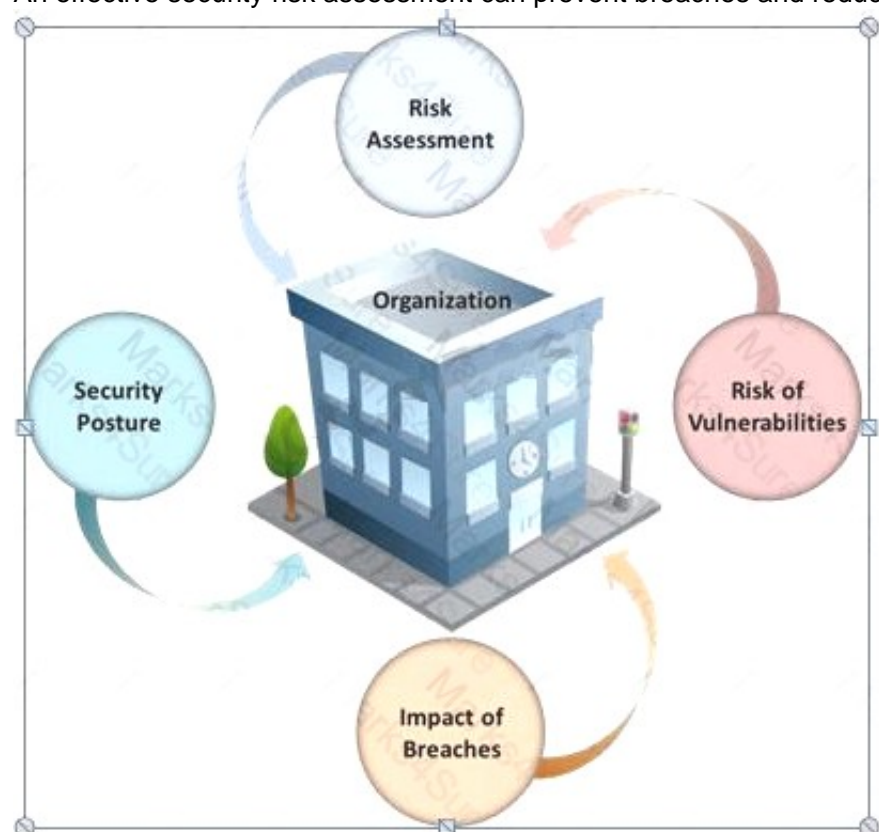 An effective security risk assessment can prevent breaches and reduc
Risk
Assessment
Organization
Security
Posture
Risk of
Vulnerabilities
Impact of
Breaches
Marks4Sure